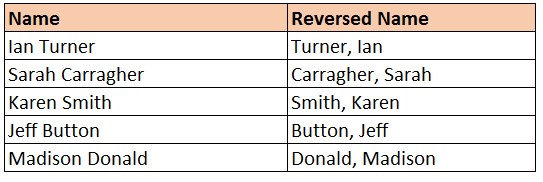 Name Reversed Name
Ian Turner Turner, Ian
Sarah Carragher Carragher, Sarah
Karen Smith Smith, Karen
Jeff Button Button, Jeff
Madison Donald Donald, Madison